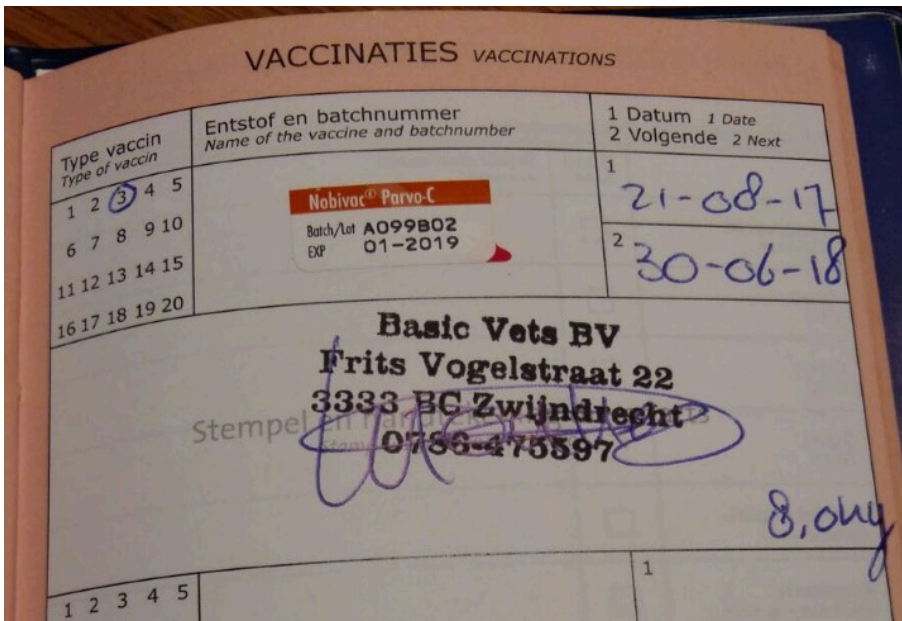 VACCINATIES VACCINATIONS
Type vaccin
Type of vaccin
Entstof en batchnummer
Name of the vaccine and batchnumber
1 Datum 1 Date
2 Volgende 2 Next
1 2 3 4 5
6 7 8 9 10
11 12 13 14 15
16 17 18 19 20
Nobivac® Parvo-C
Batch/Lot A099B02
EXP 01-2019
1
21-08-17
2
30-06-18
Basic Vets BV
Frits Vogelstraat 22
3333 BG Zwijndrecht
Stempel en
0786-475597
8,0kg
1 2 3 4 5
1